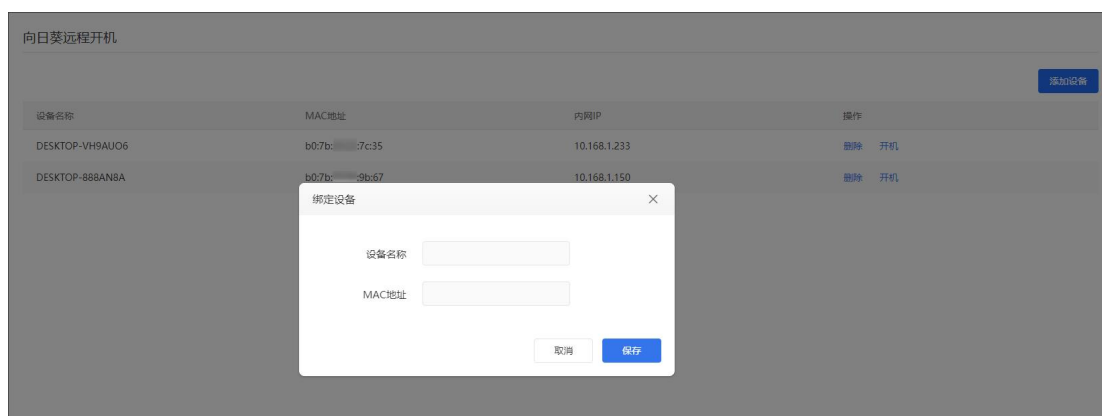 向日葵远程开机
添加设备
设备名称 MAC地址 内网IP 操作
DESKTOP-VH9AUO6 b0:7b: :7c:35 10.168.1.233 删除 开机
DESKTOP-888AN8A b0:7b: :9b:67 10.168.1.150 删除 开机
绑定设备
设备名称
MAC地址
取消 保存